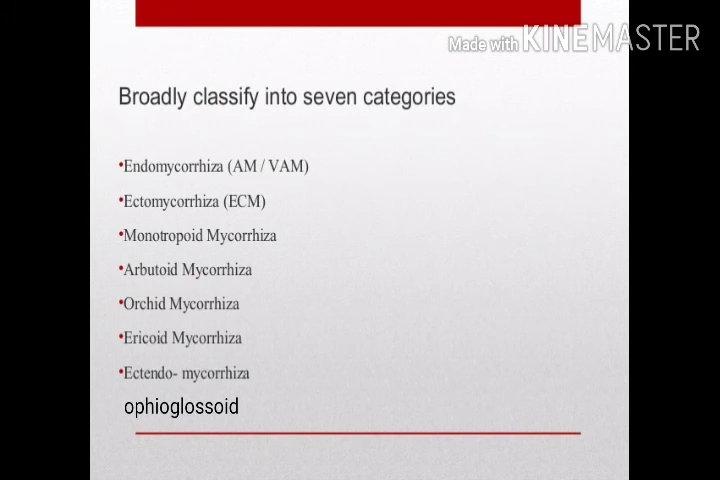 Made with KINEMASTER
Broadly classify into seven categories
•Endomycorrhiza (AM / VAM)
•Ectomycorrhiza (ECM)
•Monotropoid Mycorrhiza
•Arbutoid Mycorrhiza
•Orchid Mycorrhiza
•Ericoid Mycorrhiza
•Ectendo- mycorrhiza
ophioglossoid